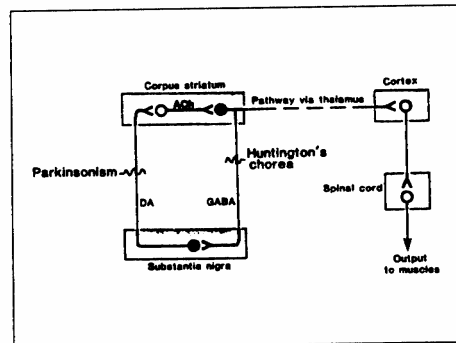 Corpus striatum
Cortex
ACh
Pathway via thalamus
Parkinsonism
Huntington's
chorea
Spinal cord
DA
GABA
Substantia nigra
Output
to muscles